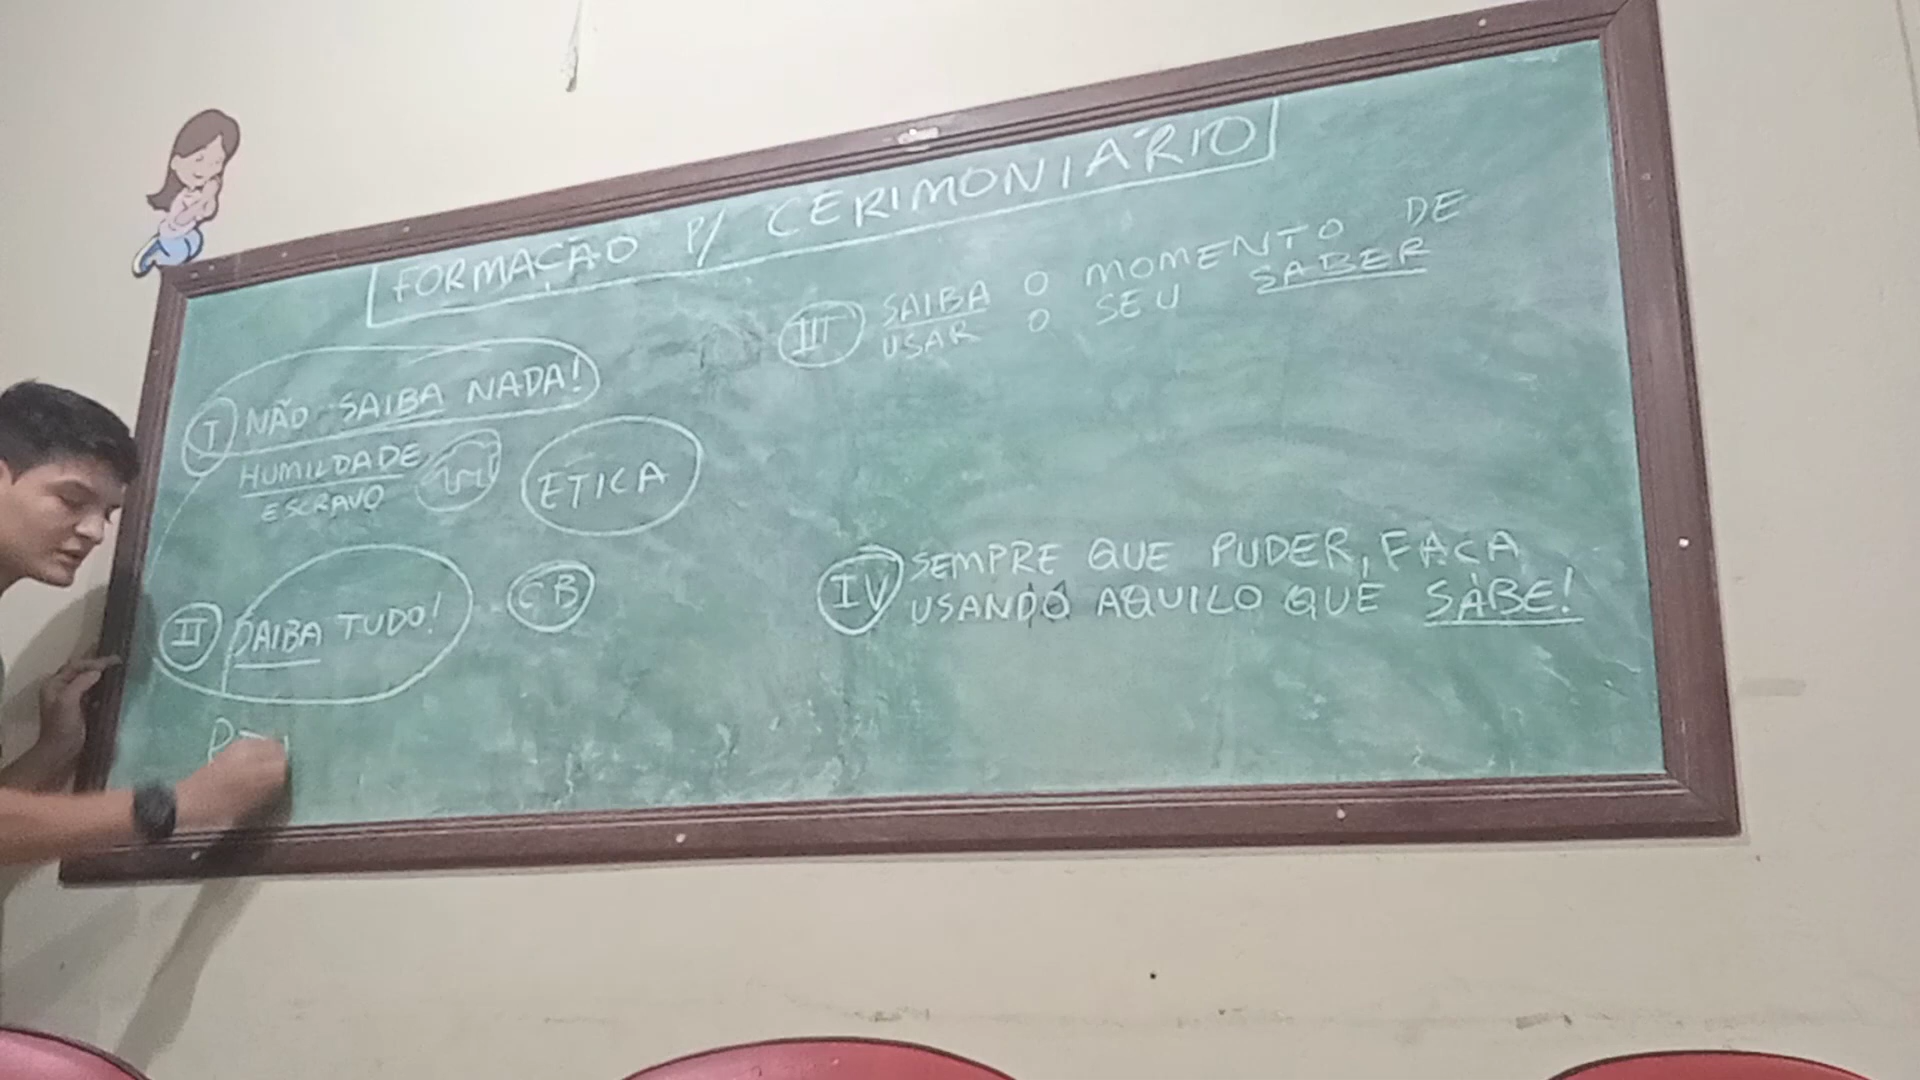 FORMAÇÃO P/ CERIMONIÁRIO
I NÃO SAIBA NADA!
HUMILDADE
ESCRAVO
ETICA
II SAIBA TUDO!
CB
III SAIBA O MOMENTO DE
USAR O SEU SABER
IV SEMPRE QUE PUDER, FAÇA
USANDO AQUILO QUE SABE!